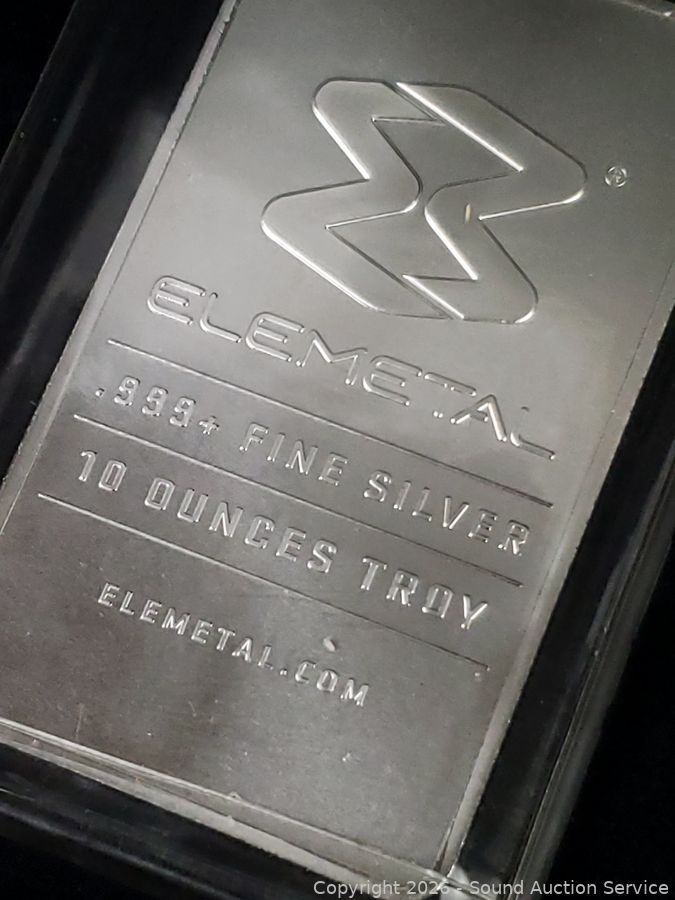 ®
ELEMETAL
.999+ FINE SILVER
10 OUNCES TROY
ELEMETAL.COM
Copyright 2026 - Sound Auction Service